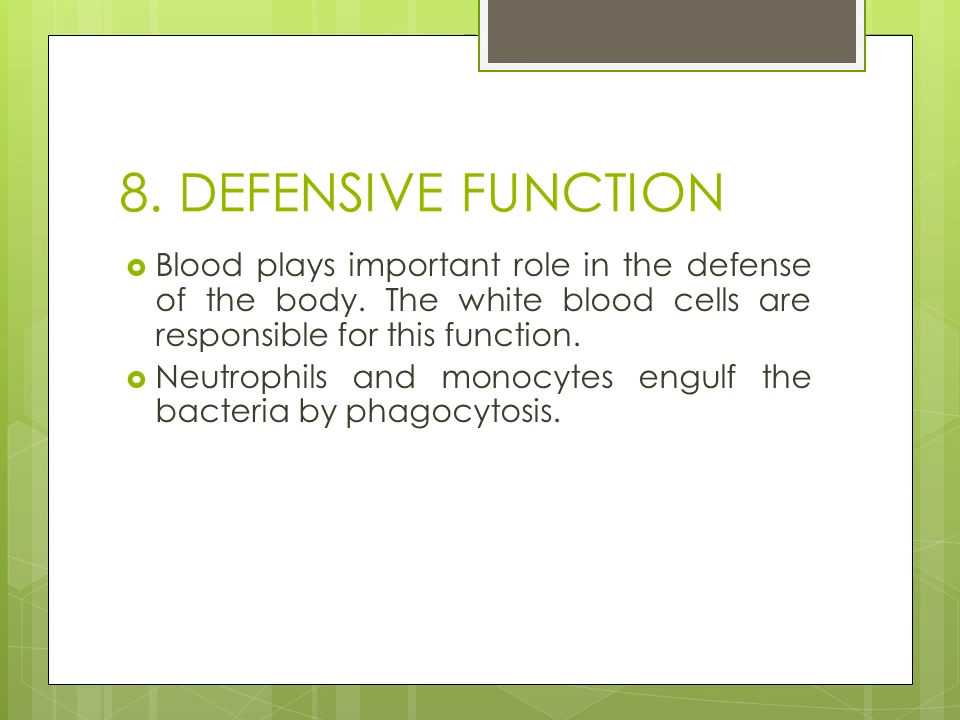 8. DEFENSIVE FUNCTION
Blood plays important role in the defense
of the body. The white blood cells are
responsible for this function.
Neutrophils and monocytes engulf the
bacteria by phagocytosis.